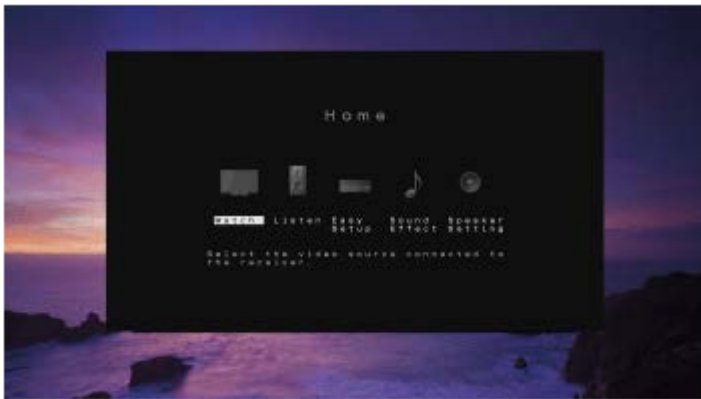 Home
Watch Listen Easy Setup Sound Effect Speaker Setting
Select the video source connected to
the receiver.